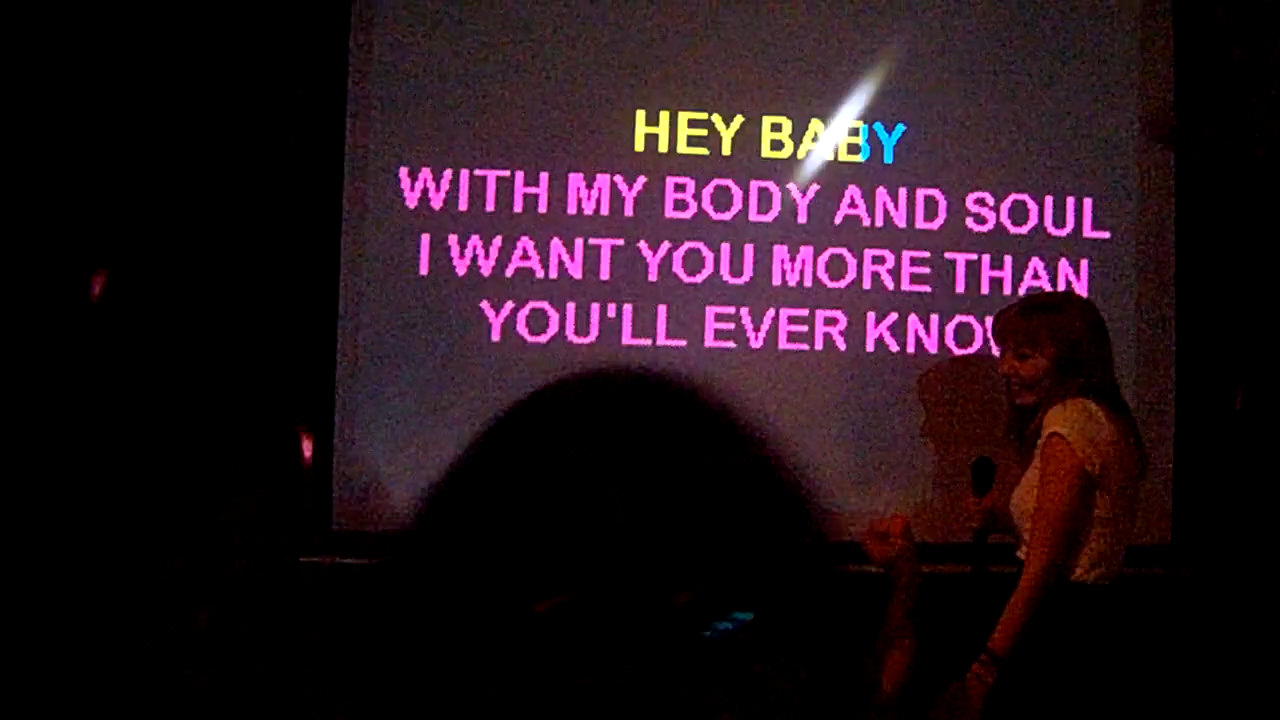 HEY BABY
WITH MY BODY AND SOUL
I WANT YOU MORE THAN
YOU'LL EVER KNOW